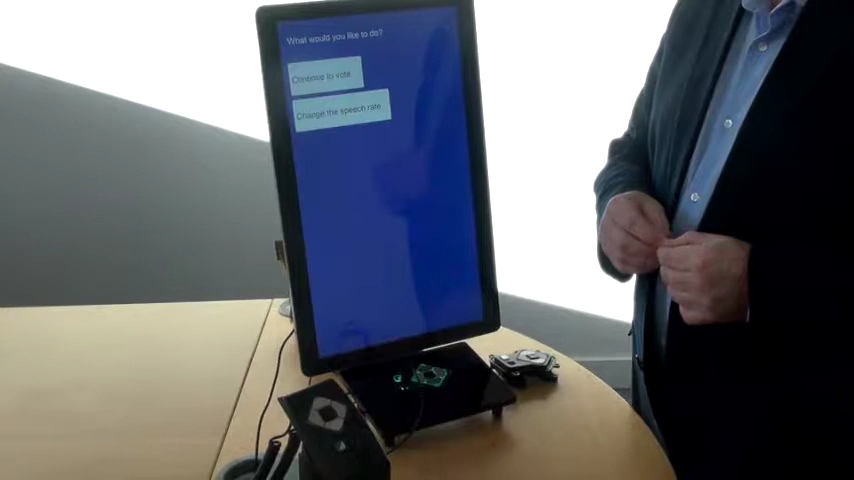 What would you like to do?
Continue to vote
Change the speech rate